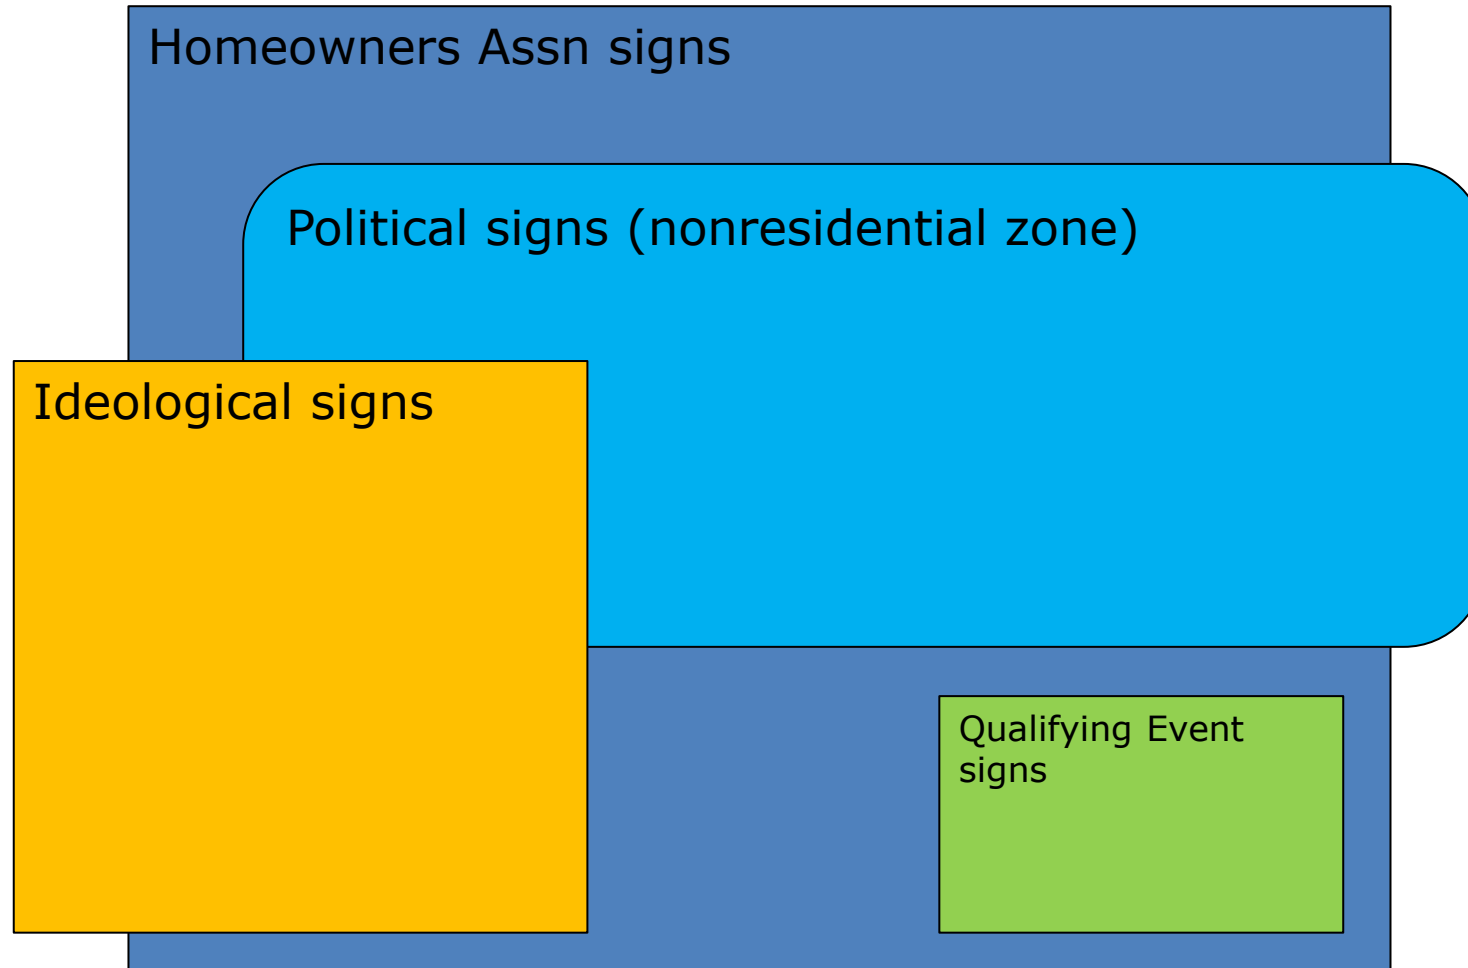 Homeowners Assn signs
Political signs (nonresidential zone)
Ideological signs
Qualifying Event
signs